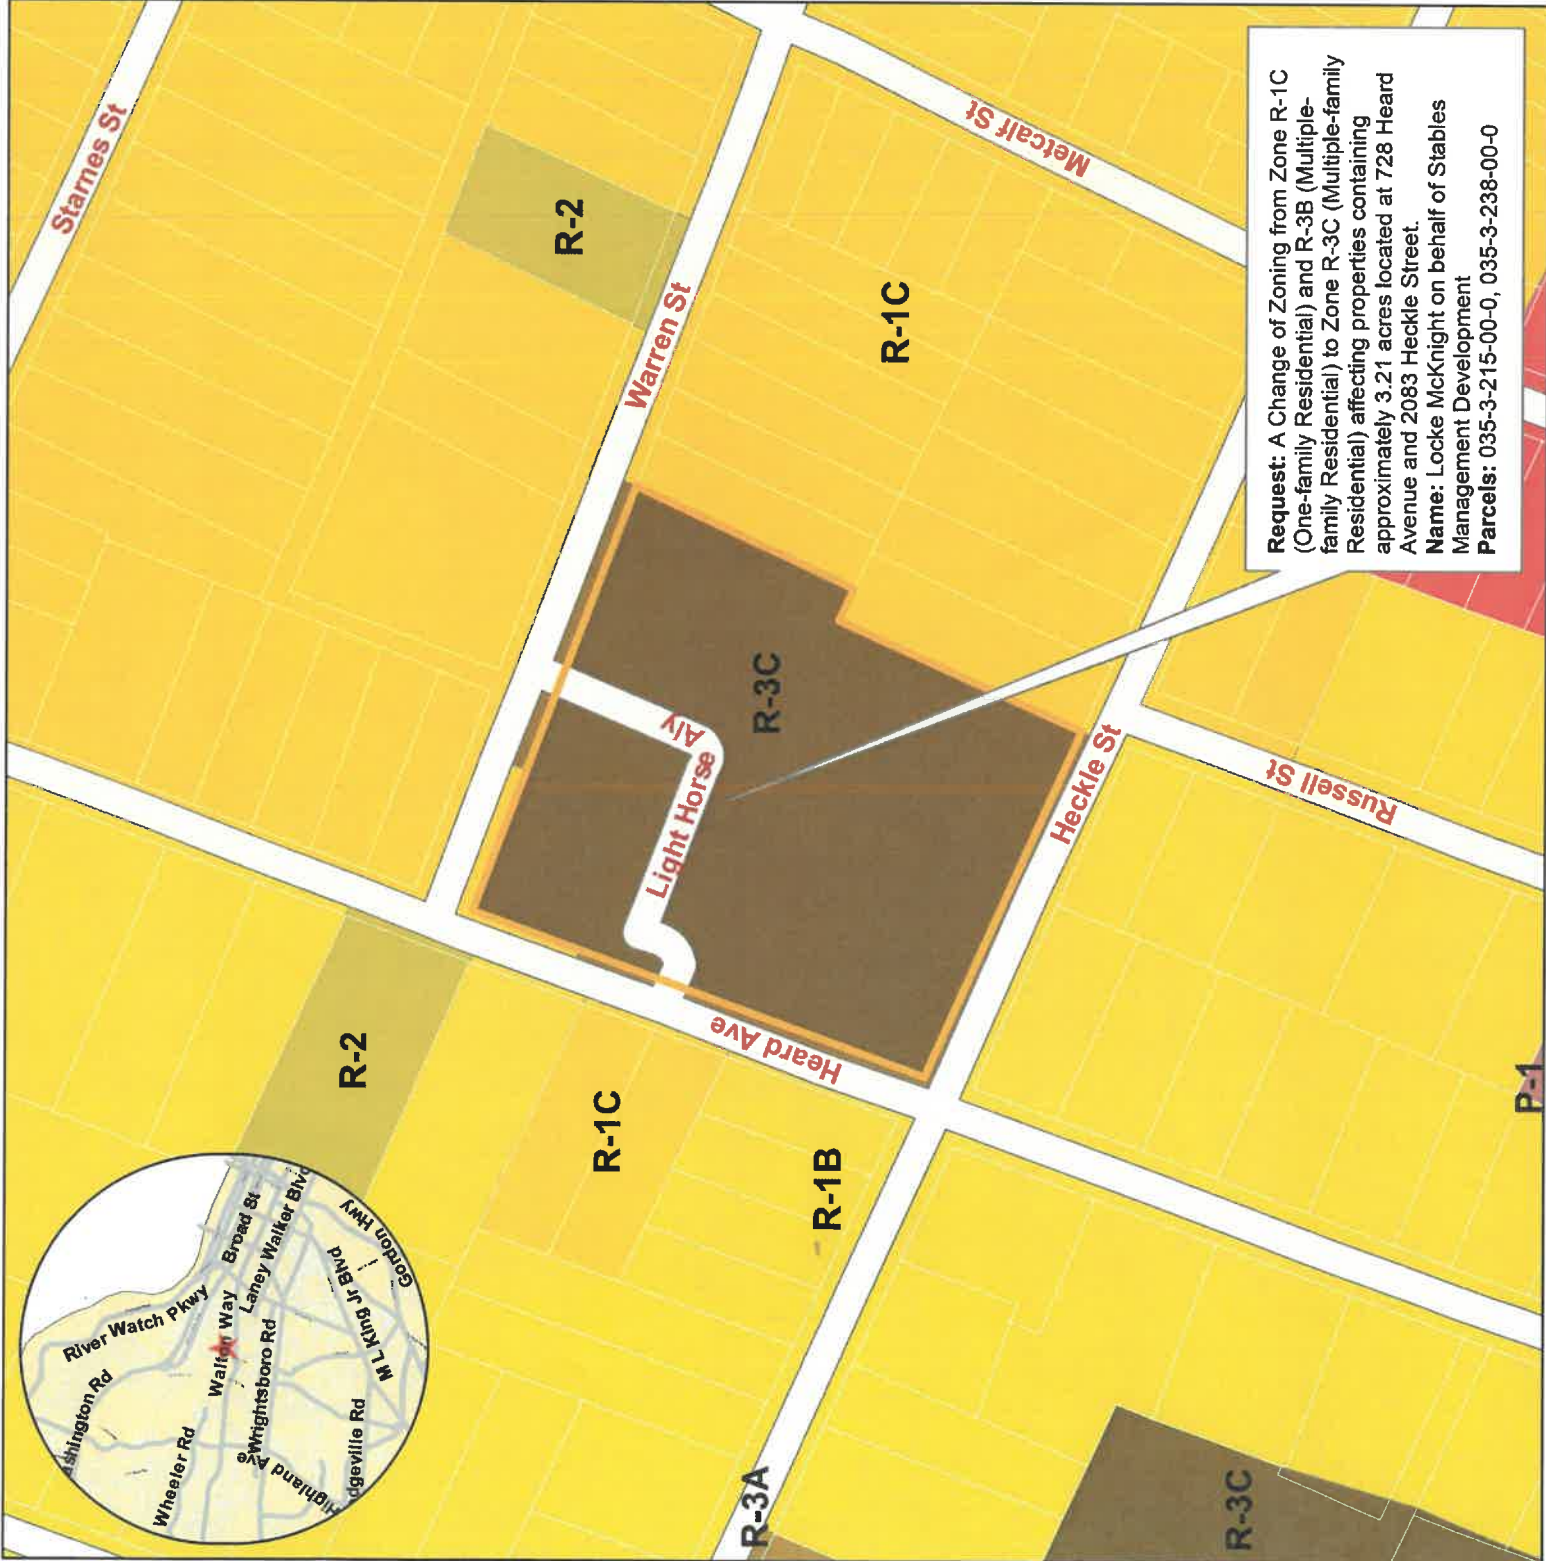 Starnes St
ashington Rd
River Watch Pkwy
Wheeler Rd
Walton Way
Broad St
Wrightsboro Rd
Laney Walker Blv
Highland Ave
M L King Jr Blvd
dgeville Rd
Gordon Hwy
R-2
R-2
R-1C
Warren St
Light Horse Aly
R-3A
R-3C
Heard Ave
R-1B
R-1C
Metcalf St
Heckle St
R-3C
Russell St
Request: A Change of Zoning from Zone R-1C
(One-family Residential) and R-3B (Multiple-
family Residential) to Zone R-3C (Multiple-family
Residential) affecting properties containing
approximately 3.21 acres located at 728 Heard
Avenue and 2083 Heckle Street.
Name: Locke McKnight on behalf of Stables
Management Development
Parcels: 035-3-215-00-0, 035-3-238-00-0
P-1